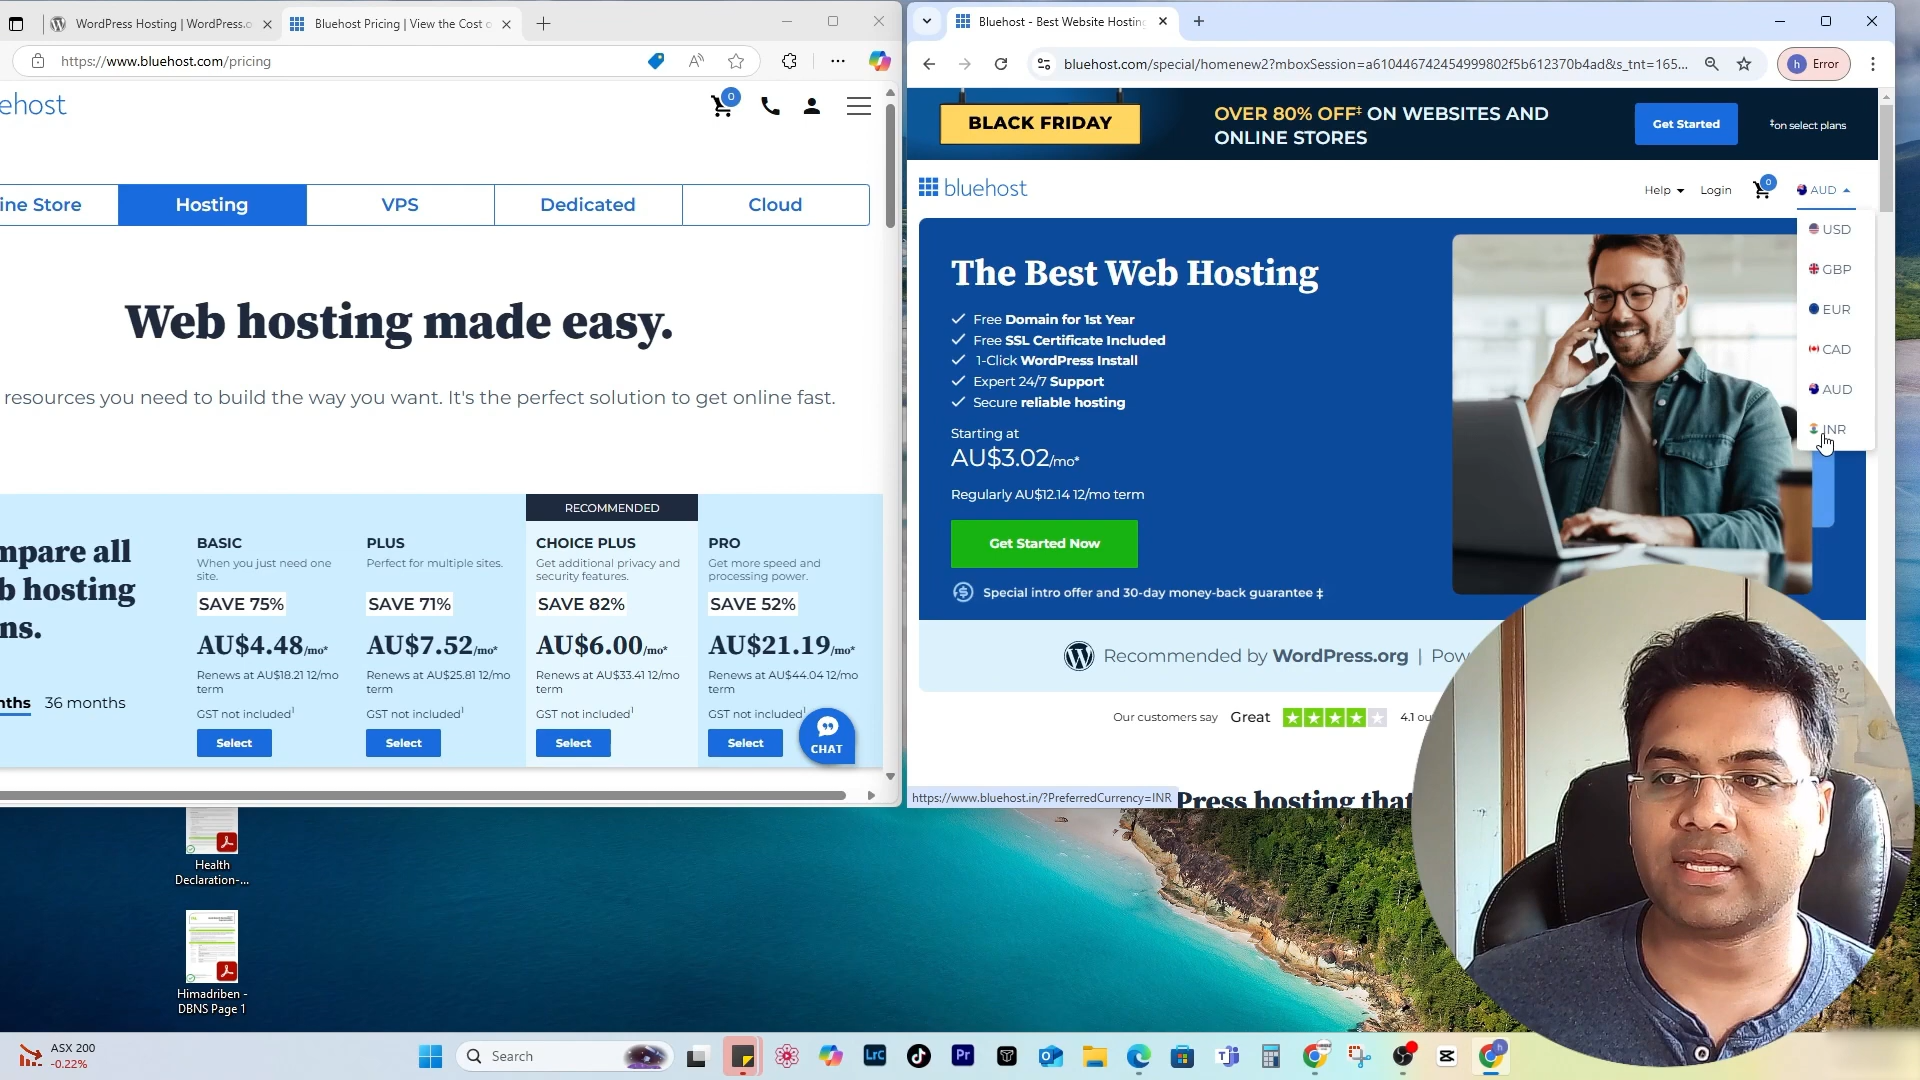 WordPress Hosting | WordPress.o
Bluehost Pricing | View the Cost o
https://www.bluehost.com/pricing
ehost
0
ine Store
Hosting
VPS
Dedicated
Cloud
Web hosting made easy.
resources you need to build the way you want. It's the perfect solution to get online fast.
mpare all
b hosting
ns.
nths 36 months
BASIC
When you just need one
site.
SAVE 75%
AU$4.48/mo*
Renews at AU$18.21 12/mo
term
GST not included¹
Select
PLUS
Perfect for multiple sites.
SAVE 71%
AU$7.52/mo*
Renews at AU$25.81 12/mo
term
GST not included¹
Select
RECOMMENDED
CHOICE PLUS
Get additional privacy and
security features.
SAVE 82%
AU$6.00/mo*
Renews at AU$33.41 12/mo
term
GST not included¹
Select
PRO
Get more speed and
processing power.
SAVE 52%
AU$21.19/mo*
Renews at AU$44.04 12/mo
term
GST not included¹
Select
CHAT
Bluehost - Best Website Hosting
bluehost.com/special/homenew2?mboxSession=a610446742454999802f5b612370b4ad&s_tnt=165...
h Error
BLACK FRIDAY
OVER 80% OFF‡ ON WEBSITES AND
ONLINE STORES
Get Started
‡on select plans
bluehost
Help
Login
0
AUD
USD
GBP
EUR
CAD
AUD
INR
The Best Web Hosting
Free Domain for 1st Year
Free SSL Certificate Included
1-Click WordPress Install
Expert 24/7 Support
Secure reliable hosting
Starting at
AU$3.02/mo*
Regularly AU$12.14 12/mo term
Get Started Now
Special intro offer and 30-day money-back guarantee ‡
Recommended by WordPress.org | Pow
Our customers say Great 4.1 ou
https://www.bluehost.in/?PreferredCurrency=INR
Press hosting that
Health
Declaration-...
Himadriben -
DBNS Page 1
ASX 200
-0.22%
Search
LrC
Pr